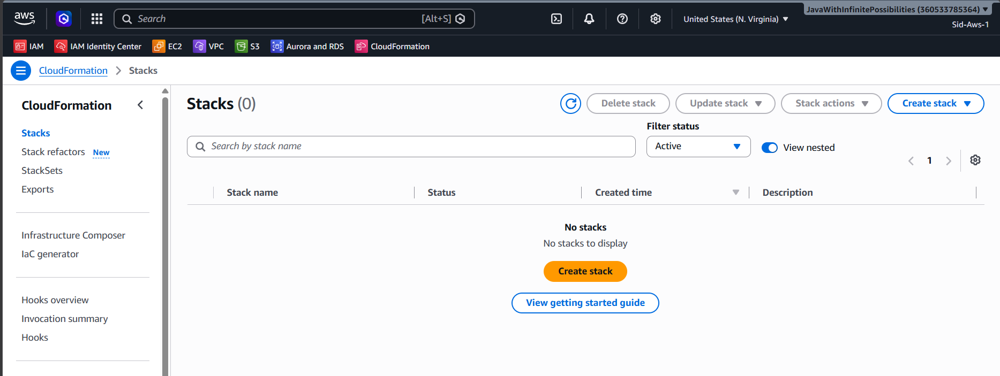 aws
Search
[Alt+S]
United States (N. Virginia)
JavaWithInfinitePossibilities (360533785364)
Sid-Aws-1
IAM
IAM Identity Center
EC2
VPC
S3
Aurora and RDS
CloudFormation
CloudFormation
Stacks
CloudFormation
Stacks
Stack refactors New
StackSets
Exports
Infrastructure Composer
IaC generator
Hooks overview
Invocation summary
Hooks
Stacks (0)
Delete stack
Update stack
Stack actions
Create stack
Search by stack name
Filter status
Active
View nested
1
Stack name
Status
Created time
Description
No stacks
No stacks to display
Create stack
View getting started guide